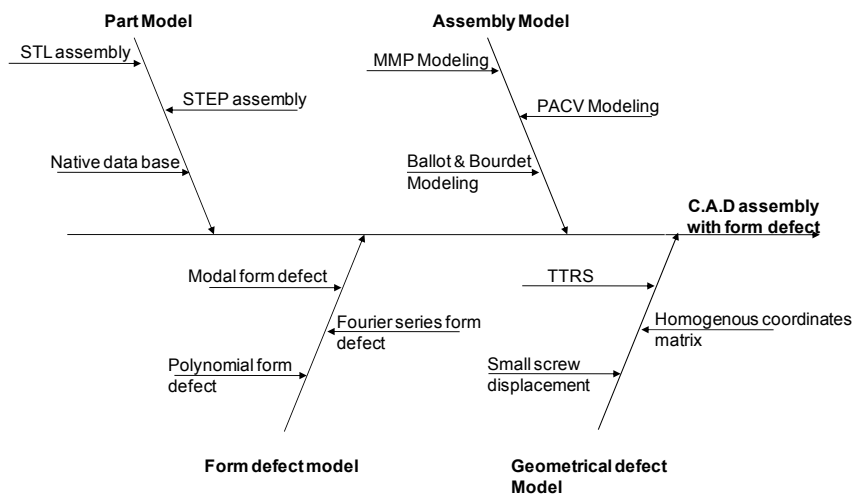 Part Model
Assembly Model
STL assembly
MMP Modeling
STEP assembly
PACV Modeling
Native data base
Ballot & Bourdet
Modeling
C.A.D assembly
with form defect
Modal form defect
TTRS
Fourier series form
defect
Homogenous coordinates
matrix
Polynomial form
defect
Small screw
displacement
Form defect model
Geometrical defect
Model